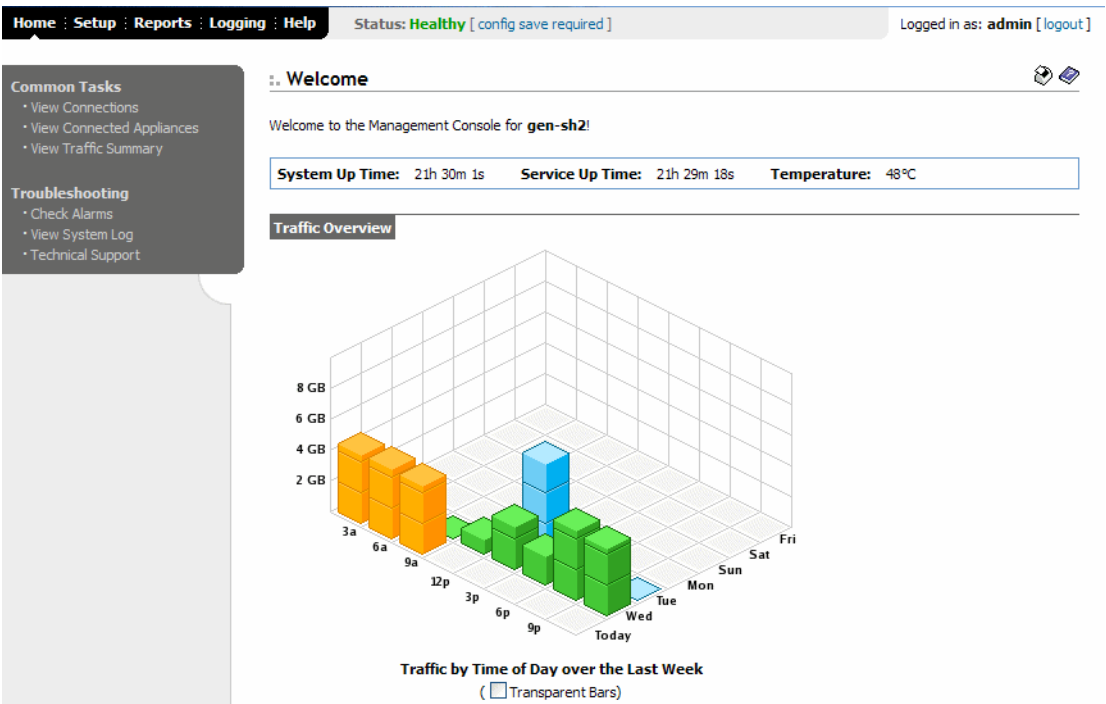 Home : Setup : Reports : Logging : Help Status: Healthy [ config save required ] Logged in as: admin [ logout ]
Common Tasks
• View Connections
• View Connected Appliances
• View Traffic Summary
Troubleshooting
• Check Alarms
• View System Log
• Technical Support
Welcome
Welcome to the Management Console for gen-sh2!
System Up Time: 21h 30m 1s Service Up Time: 21h 29m 18s Temperature: 48ºC
Traffic Overview
8 GB
6 GB
4 GB
2 GB
3a
6a
9a
12p
3p
6p
9p
Today
Wed
Tue
Mon
Sun
Sat
Fri
Traffic by Time of Day over the Last Week
( Transparent Bars)